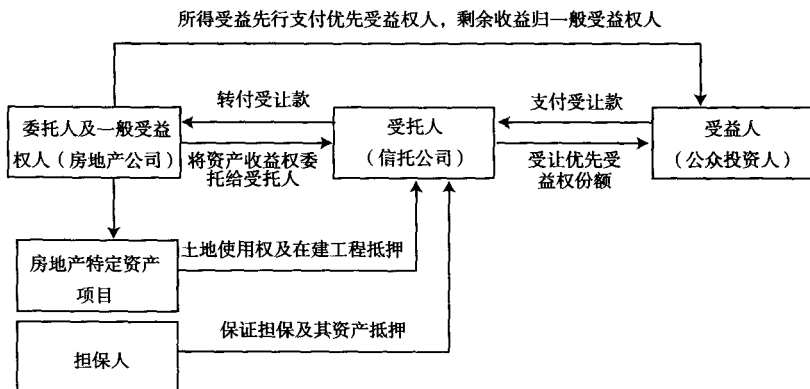 所得受益先行支付优先受益权人，剩余收益归一般受益权人
转付受让款
支付受让款
委托人及一般受益
权人（房地产公司）
受托人
（信托公司）
受益人
（公众投资人）
将资产收益权委
托给受托人
受让优先受
益权份额
房地产特定资产
项目
土地使用权及在建工程抵押
担保人
保证担保及其资产抵押